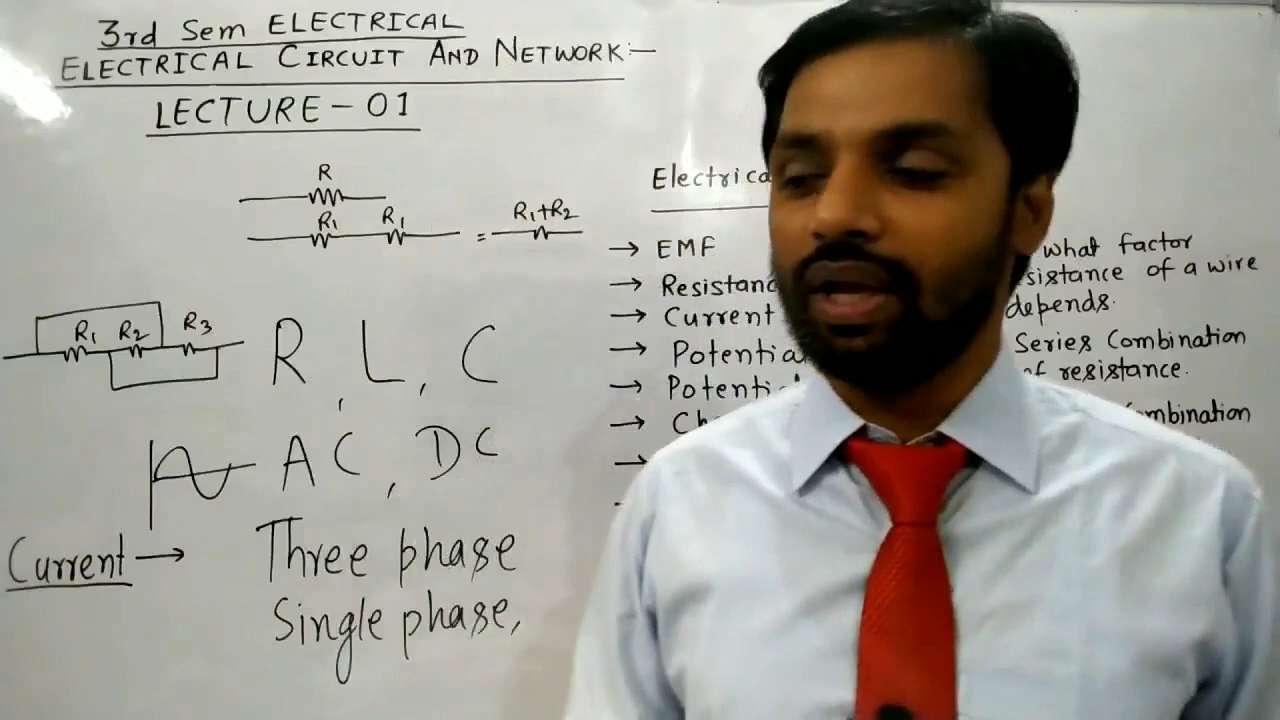 3rd Sem ELECTRICAL
ELECTRICAL CIRCUIT AND NETWORK:-
LECTURE-01
R
R1 R1 = R1+R2
R1 R2 R3
R, L, C
AC, DC
Current →
Three phase
Single phase,
Electrica
→ EMF
→ Resistanc
→ Current
→ Potentia
→ Potenti
→ Ch
→
what factor
sistance of a wire
depends.
Series Combination
of resistance.
mbination